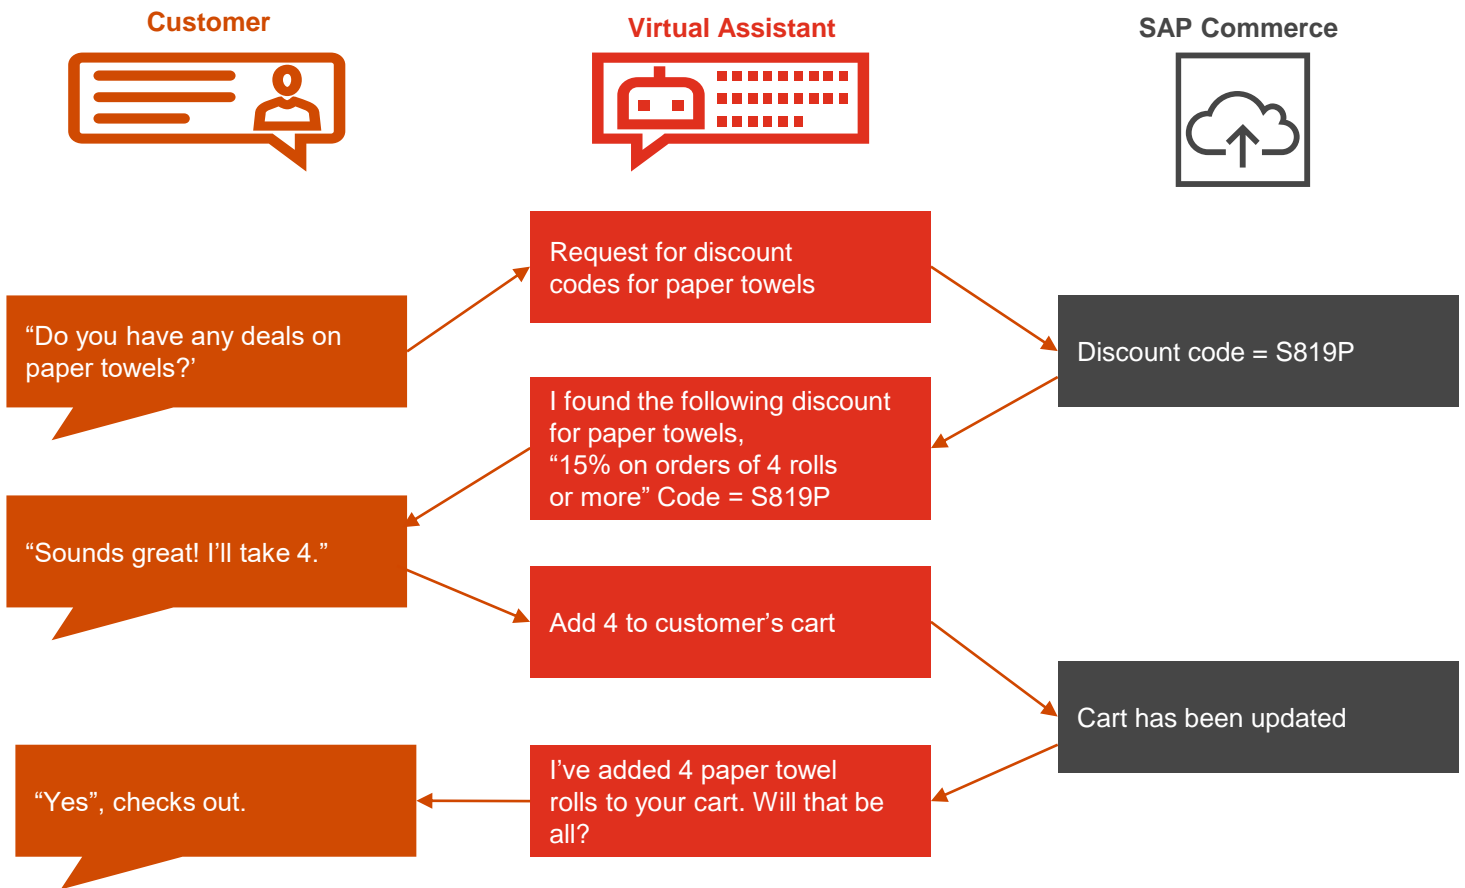 Customer
Virtual Assistant
SAP Commerce
Request for discount
codes for paper towels
“Do you have any deals on
paper towels?’
Discount code = S819P
I found the following discount
for paper towels,
“15% on orders of 4 rolls
or more” Code = S819P
“Sounds great! I’ll take 4.”
Add 4 to customer’s cart
Cart has been updated
I’ve added 4 paper towel
rolls to your cart. Will that be
all?
“Yes”, checks out.